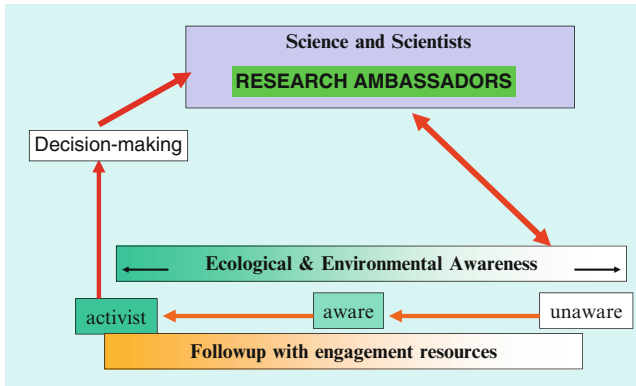 Science and Scientists
RESEARCH AMBASSADORS
Decision-making
Ecological & Environmental Awareness
activist
aware
unaware
Followup with engagement resources